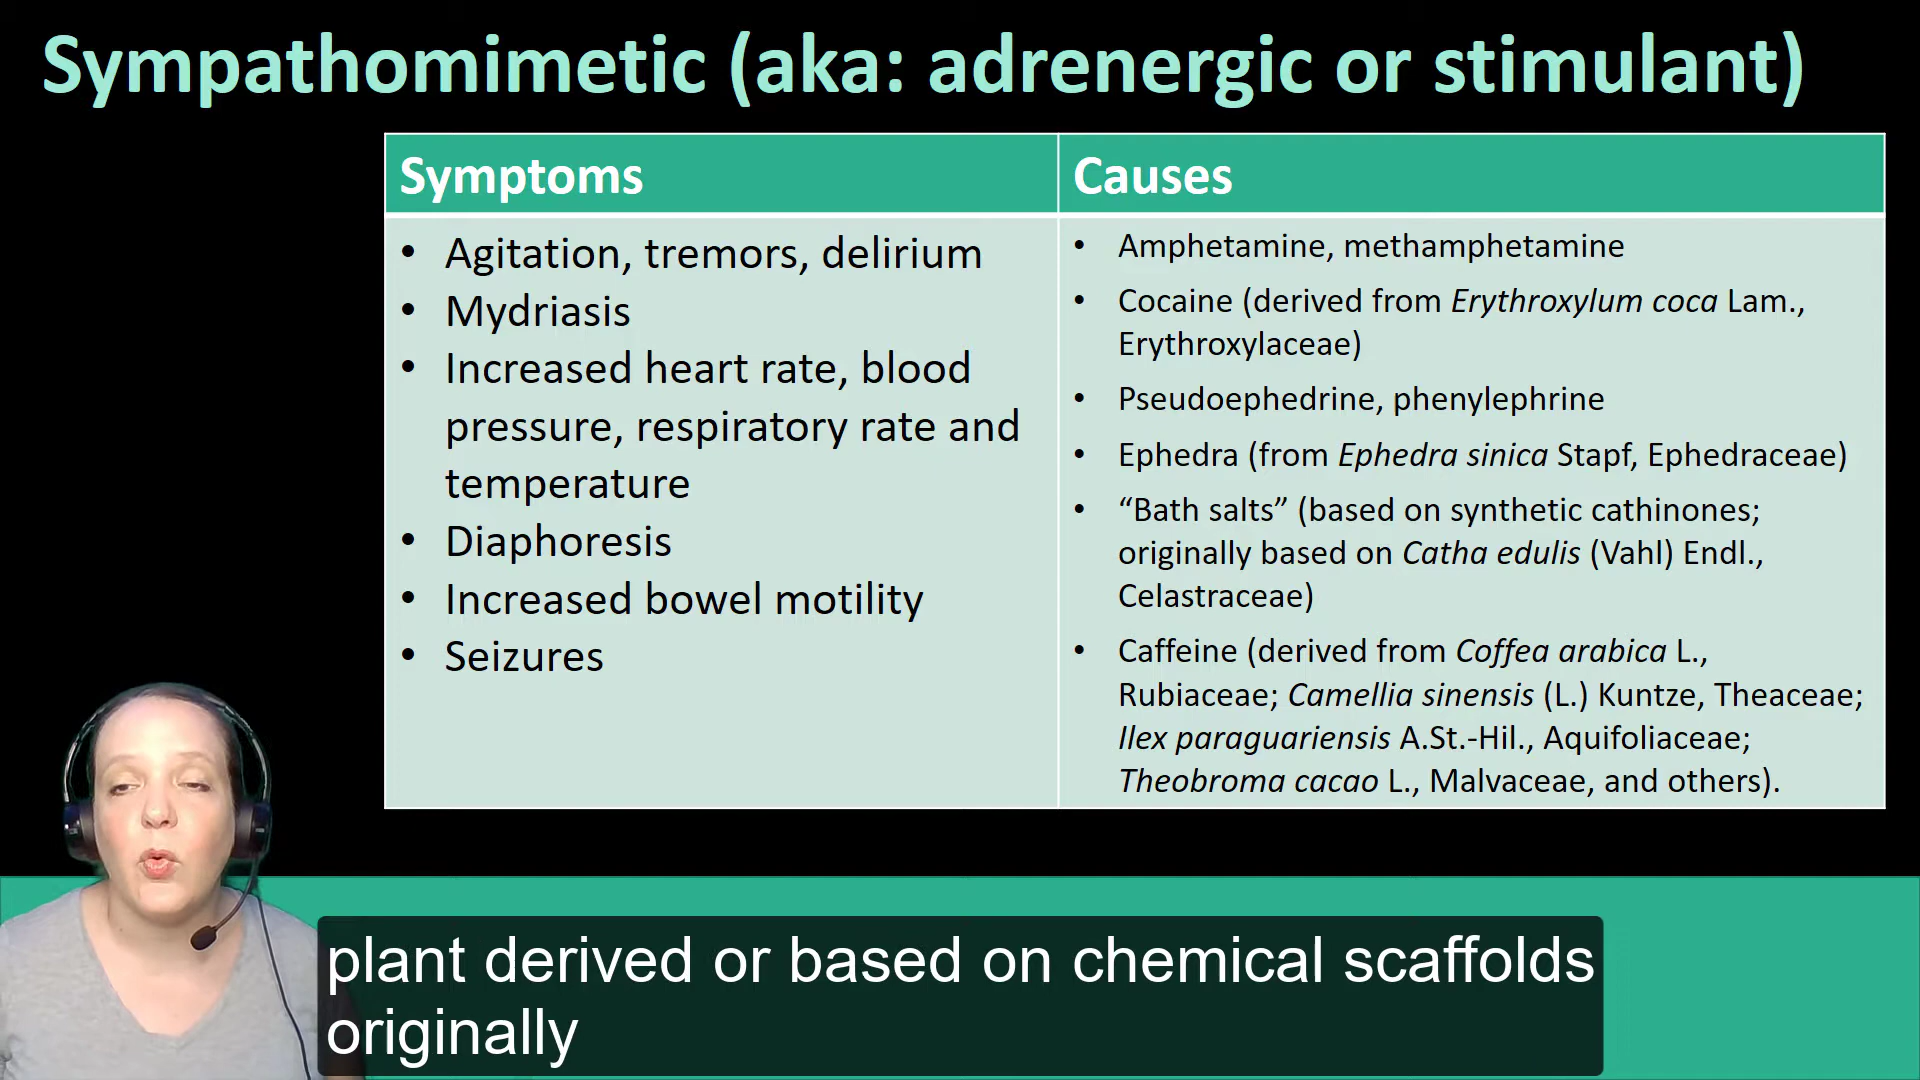 Sympathomimetic (aka: adrenergic or stimulant)
Symptoms
• Agitation, tremors, delirium
• Mydriasis
• Increased heart rate, blood
pressure, respiratory rate and
temperature
• Diaphoresis
• Increased bowel motility
• Seizures
Causes
• Amphetamine, methamphetamine
• Cocaine (derived from Erythroxylum coca Lam.,
Erythroxylaceae)
• Pseudoephedrine, phenylephrine
• Ephedra (from Ephedra sinica Stapf, Ephedraceae)
• “Bath salts” (based on synthetic cathinones;
originally based on Catha edulis (Vahl) Endl.,
Celastraceae)
• Caffeine (derived from Coffea arabica L.,
Rubiaceae; Camellia sinensis (L.) Kuntze, Theaceae;
Ilex paraguariensis A.St.-Hil., Aquifoliaceae;
Theobroma cacao L., Malvaceae, and others).
plant derived or based on chemical scaffolds
originally